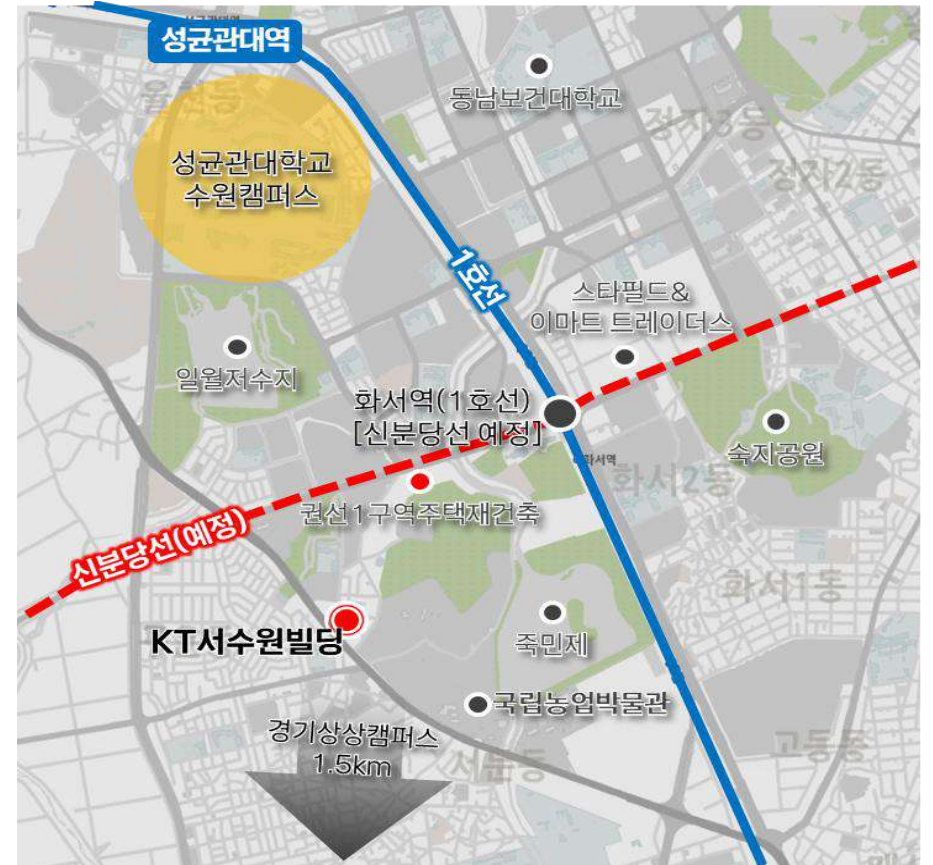 성균관대역
율천동
동남보건대학교
정자3동
성균관대학교
수원캠퍼스
정자2동
1호선
스타필드&
이마트 트레이더스
일월저수지
화서역(1호선)
[신분당선 예정]
숙지공원
화서역
화서2동
권선1구역주택재건축
신분당선(예정)
화서1동
KT서수원빌딩
죽민제
국립농업박물관
경기상상캠퍼스
1.5km
서둔동
고등동